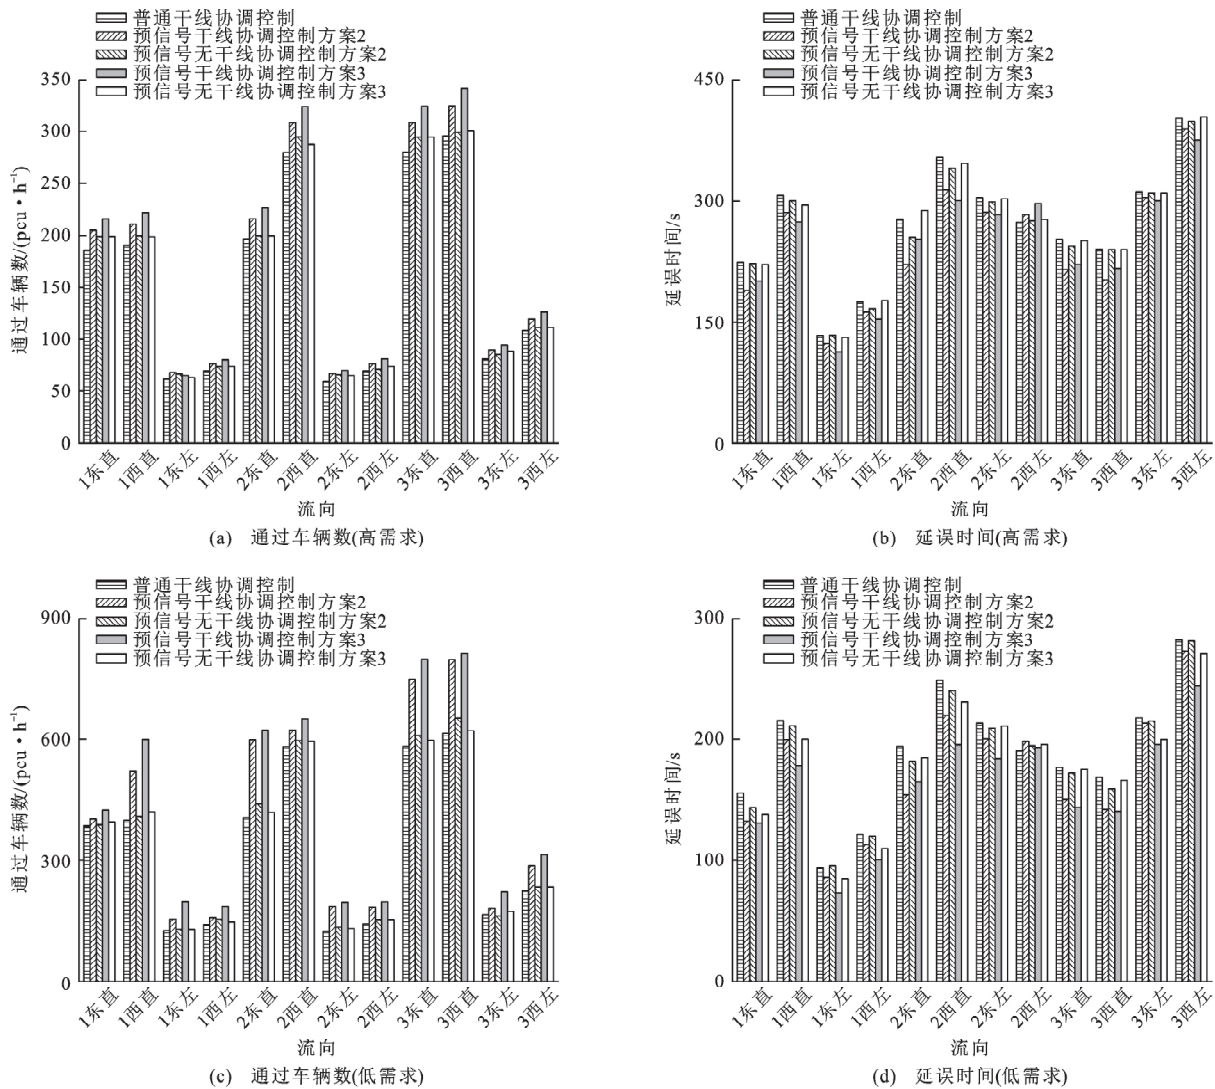 普通干线协调控制
预信号干线协调控制方案2
预信号无干线协调控制方案2
预信号干线协调控制方案3
预信号无干线协调控制方案3
350
300
250
200
150
100
50
0
通过车辆数/(pcu·h⁻¹)
1东直 1西直 1东左 1西左 2东直 2西直 2东左 2西左 3东直 3西直 3东左 3西左
流向
(a) 通过车辆数(高需求)
普通干线协调控制
预信号干线协调控制方案2
预信号无干线协调控制方案2
预信号干线协调控制方案3
预信号无干线协调控制方案3
450
300
150
0
延误时间/s
1东直 1西直 1东左 1西左 2东直 2西直 2东左 2西左 3东直 3西直 3东左 3西左
流向
(b) 延误时间(高需求)
普通干线协调控制
预信号干线协调控制方案2
预信号无干线协调控制方案2
预信号干线协调控制方案3
预信号无干线协调控制方案3
900
600
300
0
通过车辆数/(pcu·h⁻¹)
1东直 1西直 1东左 1西左 2东直 2西直 2东左 2西左 3东直 3西直 3东左 3西左
流向
(c) 通过车辆数(低需求)
普通干线协调控制
预信号干线协调控制方案2
预信号无干线协调控制方案2
预信号干线协调控制方案3
预信号无干线协调控制方案3
300
200
100
0
延误时间/s
1东直 1西直 1东左 1西左 2东直 2西直 2东左 2西左 3东直 3西直 3东左 3西左
流向
(d) 延误时间(低需求)